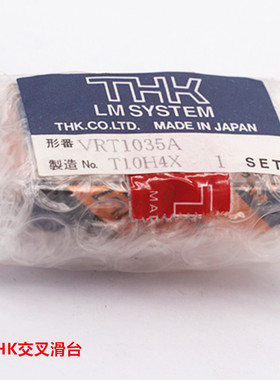 THK
LM SYSTEM
THK.CO.LTD. MADE IN JAPAN
形番 VRT1035A
製造 No. T10H4X 1 SET
HK交叉滑台